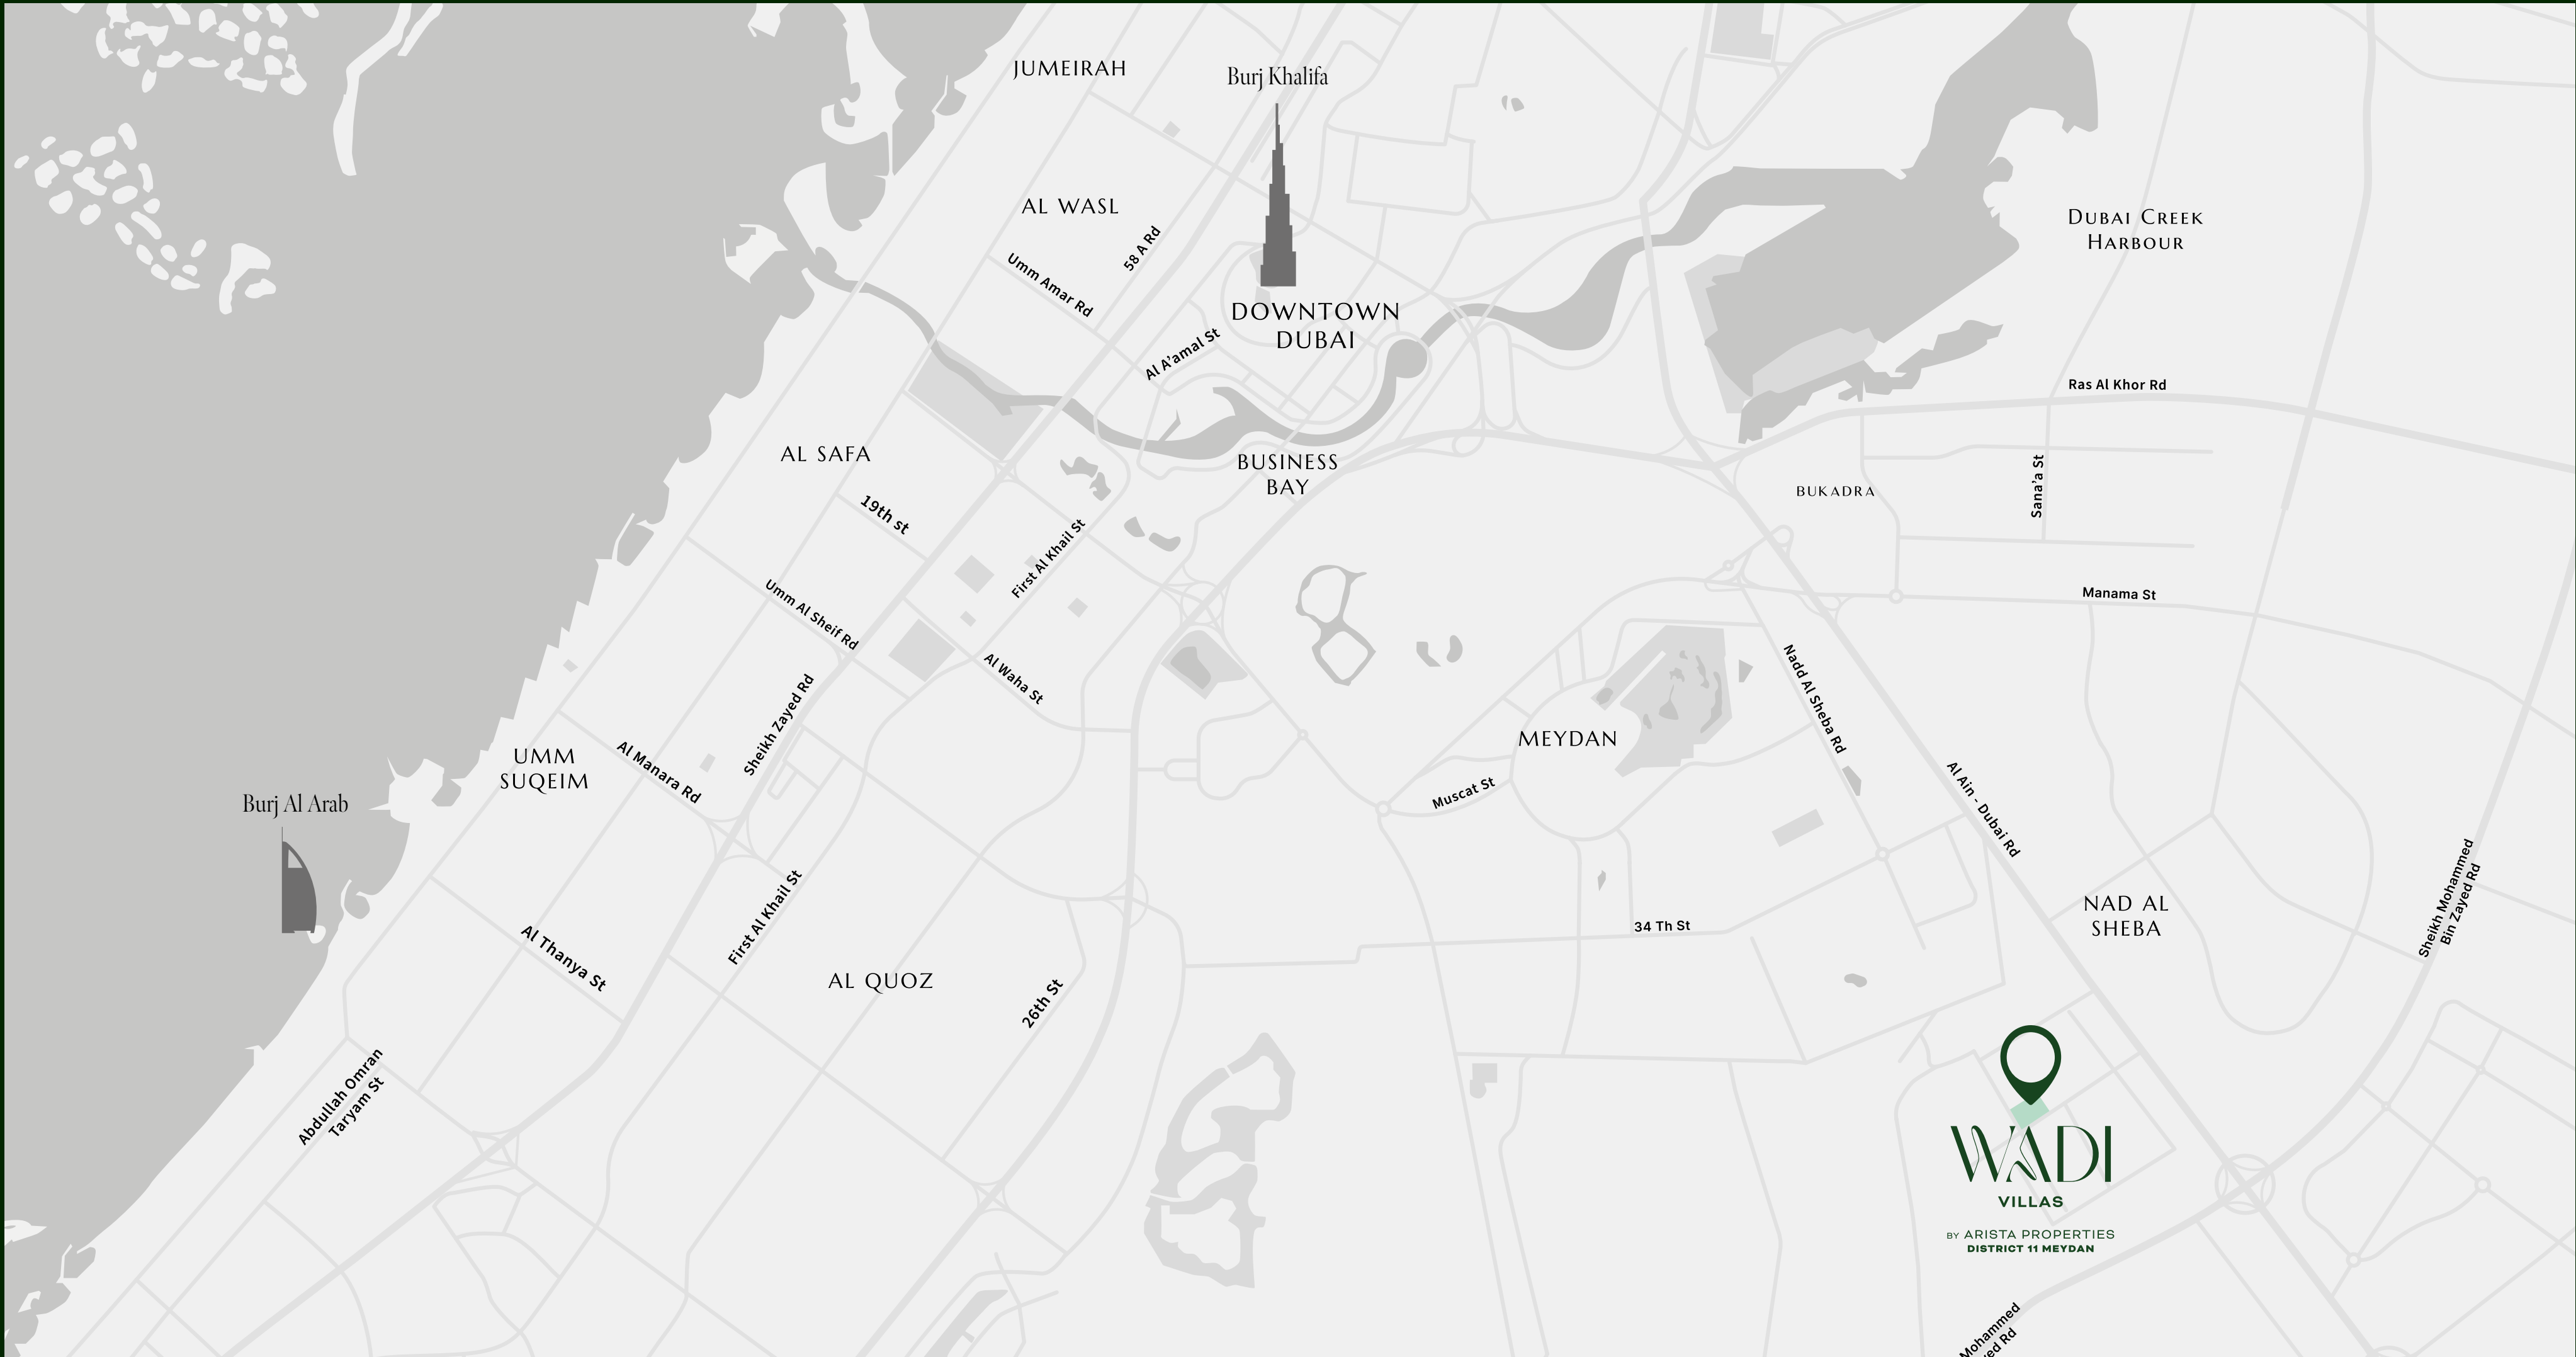 JUMEIRAH
Burj Khalifa
AL WASL
58 A Rd
Umm Amar Rd
DUBAI CREEK
HARBOUR
DOWNTOWN
DUBAI
Al A'amal St
Ras Al Khor Rd
AL SAFA
BUSINESS
BAY
BUKADRA
Sana'a St
19th st
First Al Khail St
Umm Al Sheif Rd
Manama St
Al Waha St
Nadd Al Sheba Rd
Sheikh Zayed Rd
MEYDAN
UMM
SUQEIM
Al Manara Rd
Muscat St
Al Ain - Dubai Rd
Burj Al Arab
First Al Khail St
Sheikh Mohammed
Bin Zayed Rd
NAD AL
SHEBA
34 Th St
Al Thanya St
AL QUOZ
26th St
Abdullah Omran
Taryam St
WADI
VILLAS
BY ARISTA PROPERTIES
DISTRICT 11 MEYDAN
Mohammed
Rd